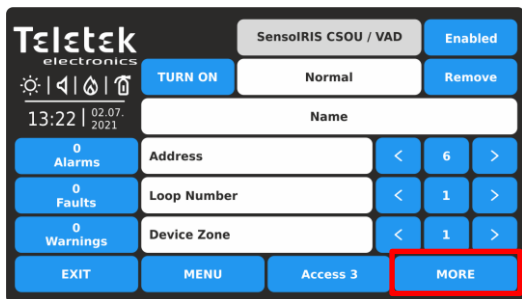 Teletek
electronics
SensoIRIS CSOU / VAD
Enabled
TURN ON
Normal
Remove
13:22
02.07.
2021
Name
0
Alarms
Address
<
6
>
0
Faults
Loop Number
<
1
>
0
Warnings
Device Zone
<
1
>
EXIT
MENU
Access 3
MORE